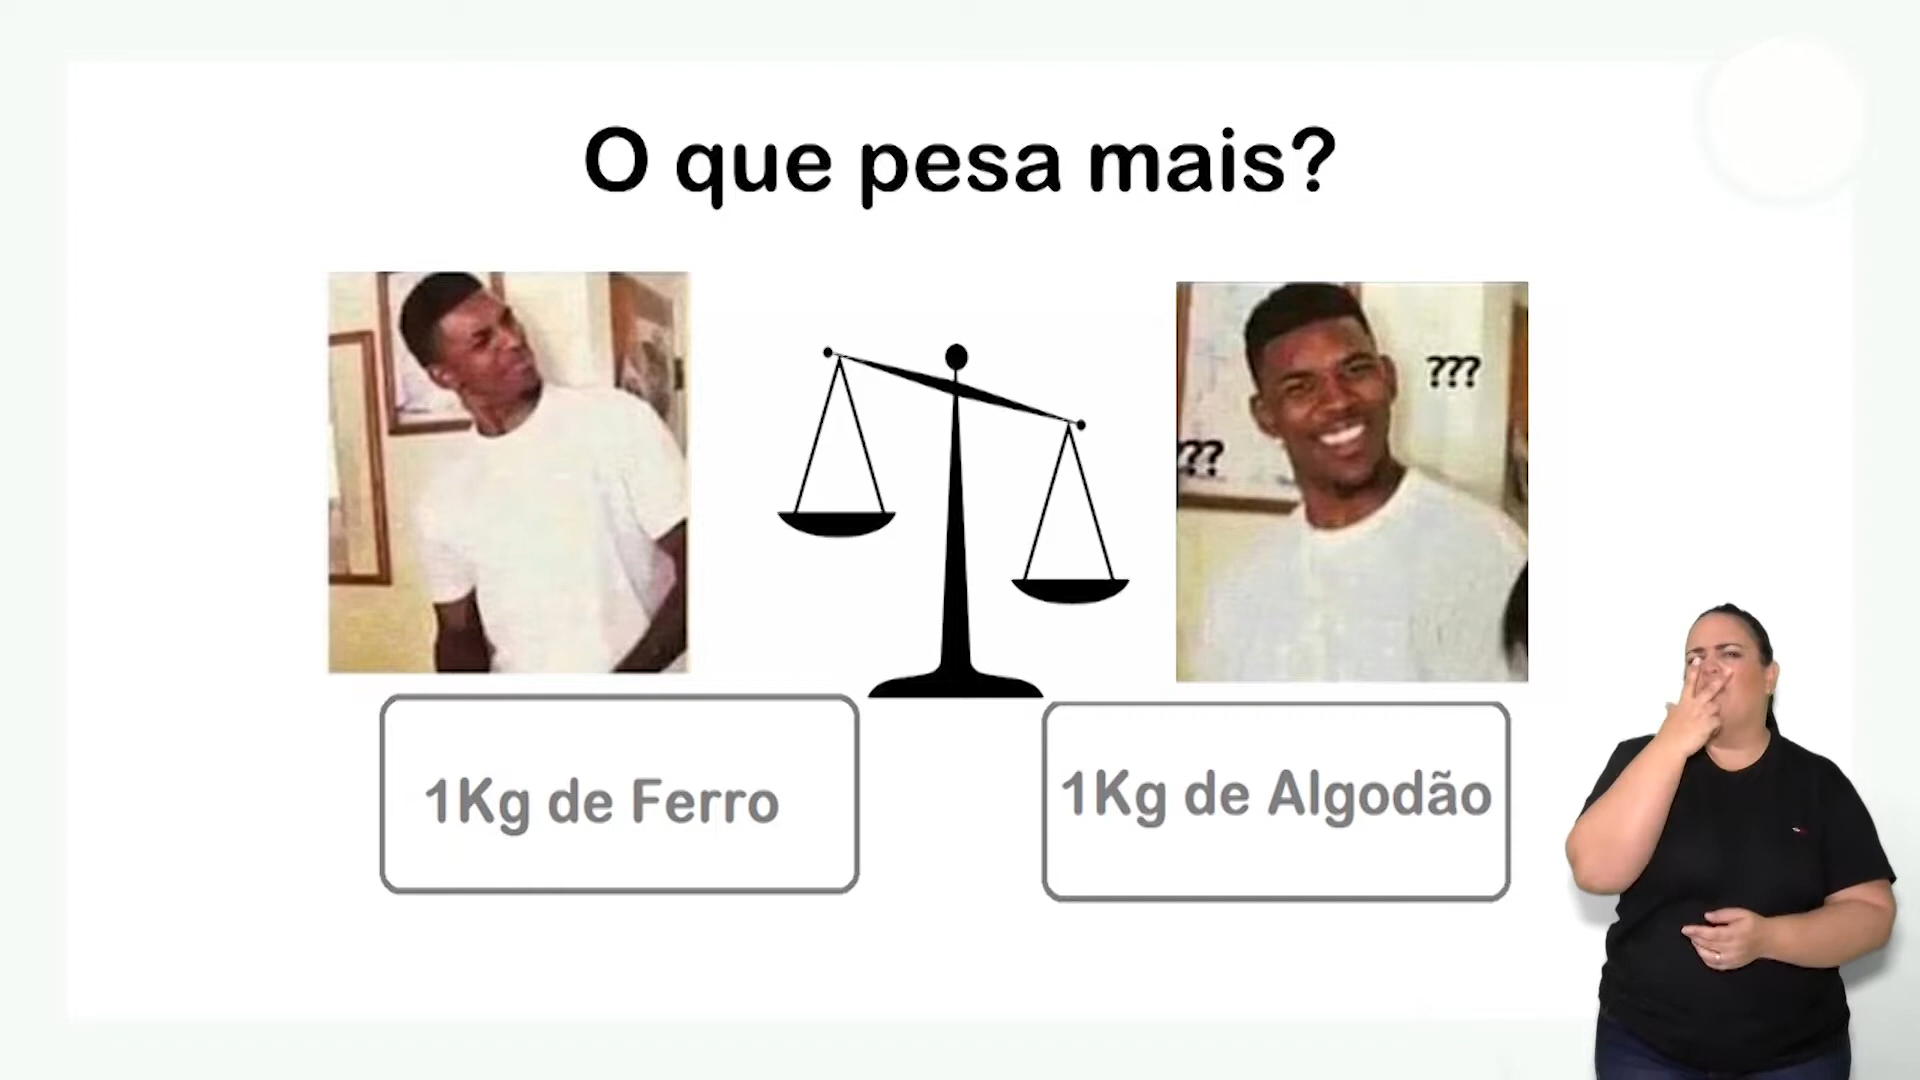 O que pesa mais?
???
???
1Kg de Ferro
1Kg de Algodão